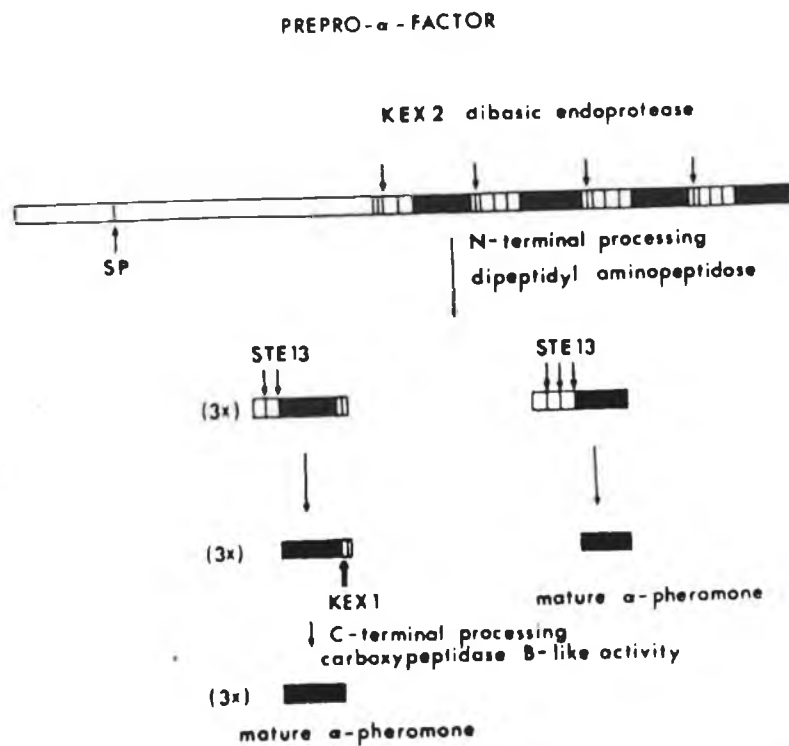 PREPRO-α-FACTOR
KEX2 dibasic endoprotease
SP
N-terminal processing
dipeptidyl aminopeptidose
STE13
STE13
(3x)
(3x)
KEX1
mature α-pheromone
C-terminal processing
carboxypeptidase B-like activity
(3x)
mature α-pheromone